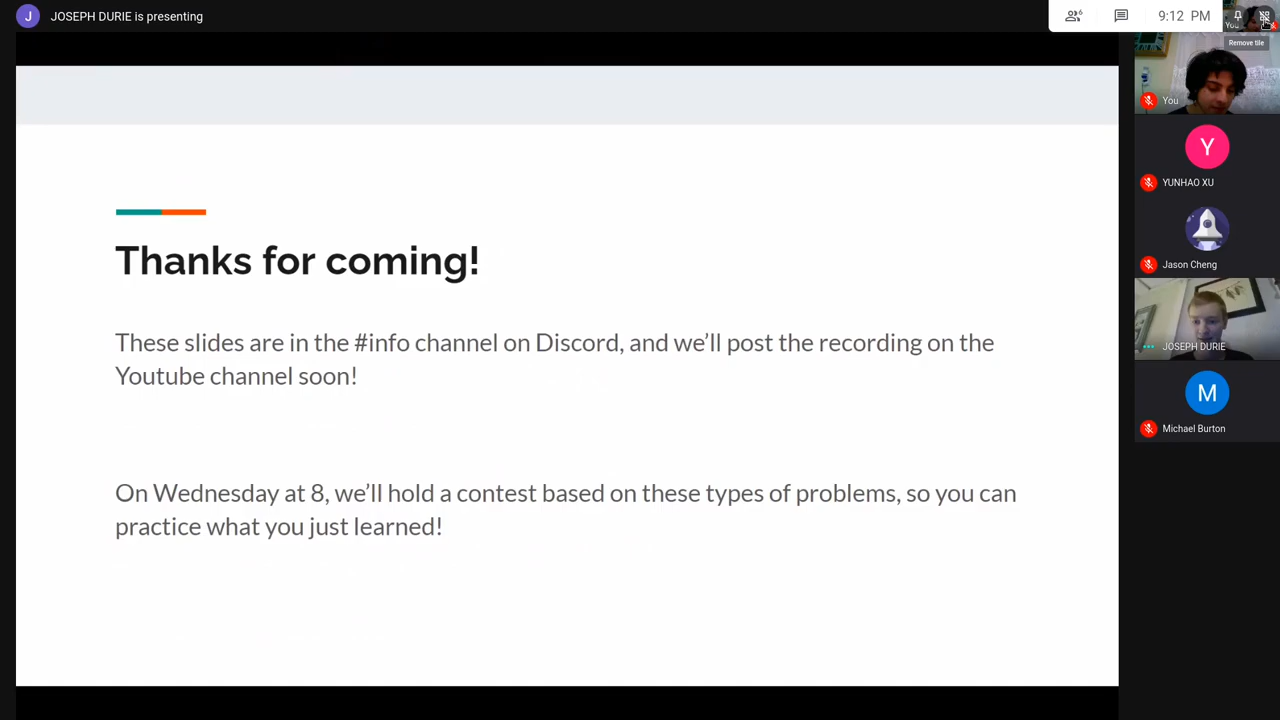 J
JOSEPH DURIE is presenting
6
9:12 PM
You
Remove tile
You
Y
YUNHAO XU
Jason Cheng
JOSEPH DURIE
M
Michael Burton
Thanks for coming!
These slides are in the #info channel on Discord, and we'll post the recording on the
Youtube channel soon!
On Wednesday at 8, we'll hold a contest based on these types of problems, so you can
practice what you just learned!